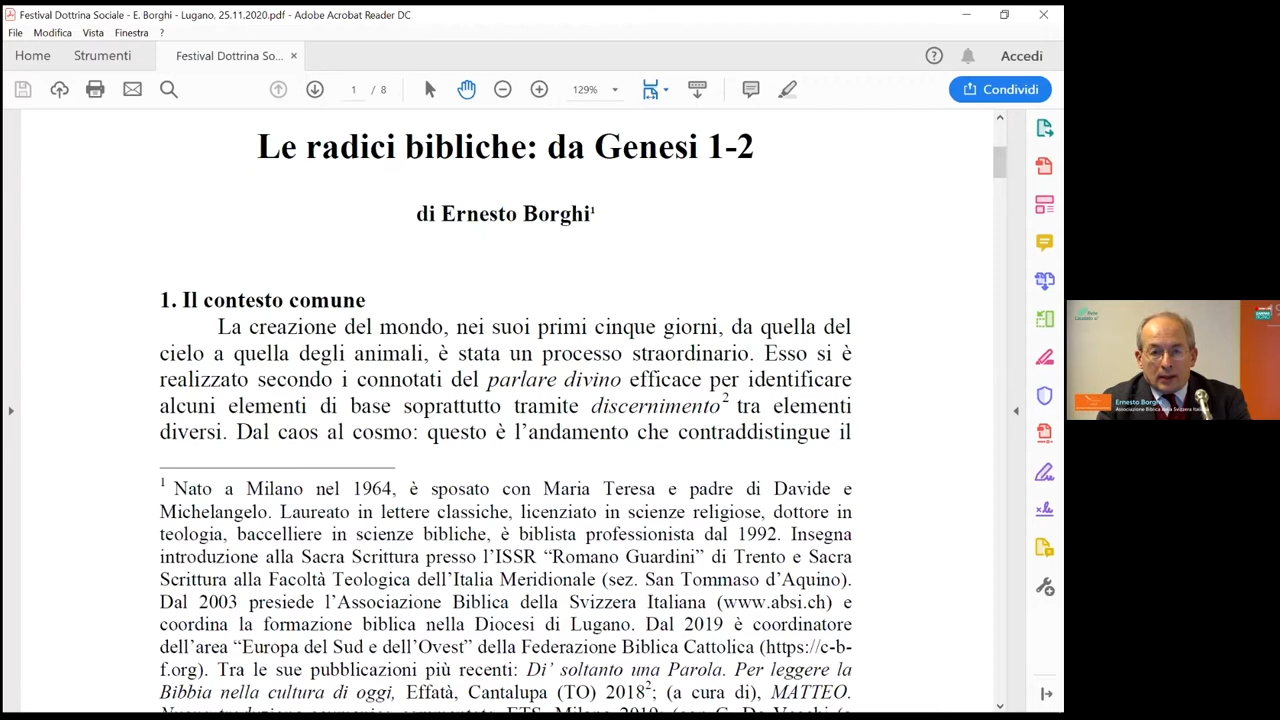 Festival Dottrina Sociale - E. Borghi - Lugano, 25.11.2020.pdf - Adobe Acrobat Reader DC
File Modifica Vista Finestra ?
Home Strumenti Festival Dottrina So... × Accedi
1 / 8 129% Condividi
Le radici bibliche: da Genesi 1-2
di Ernesto Borghi¹
1. Il contesto comune
La creazione del mondo, nei suoi primi cinque giorni, da quella del
cielo a quella degli animali, è stata un processo straordinario. Esso si è
realizzato secondo i connotati del parlare divino efficace per identificare
alcuni elementi di base soprattutto tramite discernimento² tra elementi
diversi. Dal caos al cosmo: questo è l’andamento che contraddistingue il
¹ Nato a Milano nel 1964, è sposato con Maria Teresa e padre di Davide e
Michelangelo. Laureato in lettere classiche, licenziato in scienze religiose, dottore in
teologia, baccelliere in scienze bibliche, è biblista professionista dal 1992. Insegna
introduzione alla Sacra Scrittura presso l’ISSR “Romano Guardini” di Trento e Sacra
Scrittura alla Facoltà Teologica dell’Italia Meridionale (sez. San Tommaso d’Aquino).
Dal 2003 presiede l’Associazione Biblica della Svizzera Italiana (www.absi.ch) e
coordina la formazione biblica nella Diocesi di Lugano. Dal 2019 è coordinatore
dell’area “Europa del Sud e dell’Ovest” della Federazione Biblica Cattolica (https://c-b-
f.org). Tra le sue pubblicazioni più recenti: Di’ soltanto una Parola. Per leggere la
Bibbia nella cultura di oggi, Effatà, Cantalupa (TO) 2018²; (a cura di), MATTEO.
Ernesto Borghi
Associazione Biblica nella Svizzera Italiana